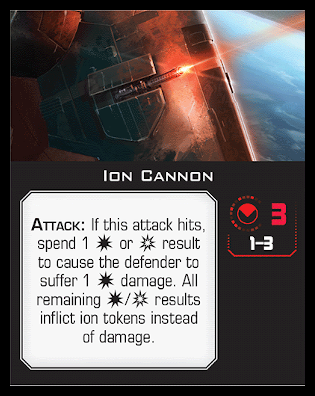 Ion Cannon
Attack: If this attack hits,
spend 1 or result
to cause the defender to
suffer 1 damage. All
remaining / results
inflict ion tokens instead
of damage.
3
1–3